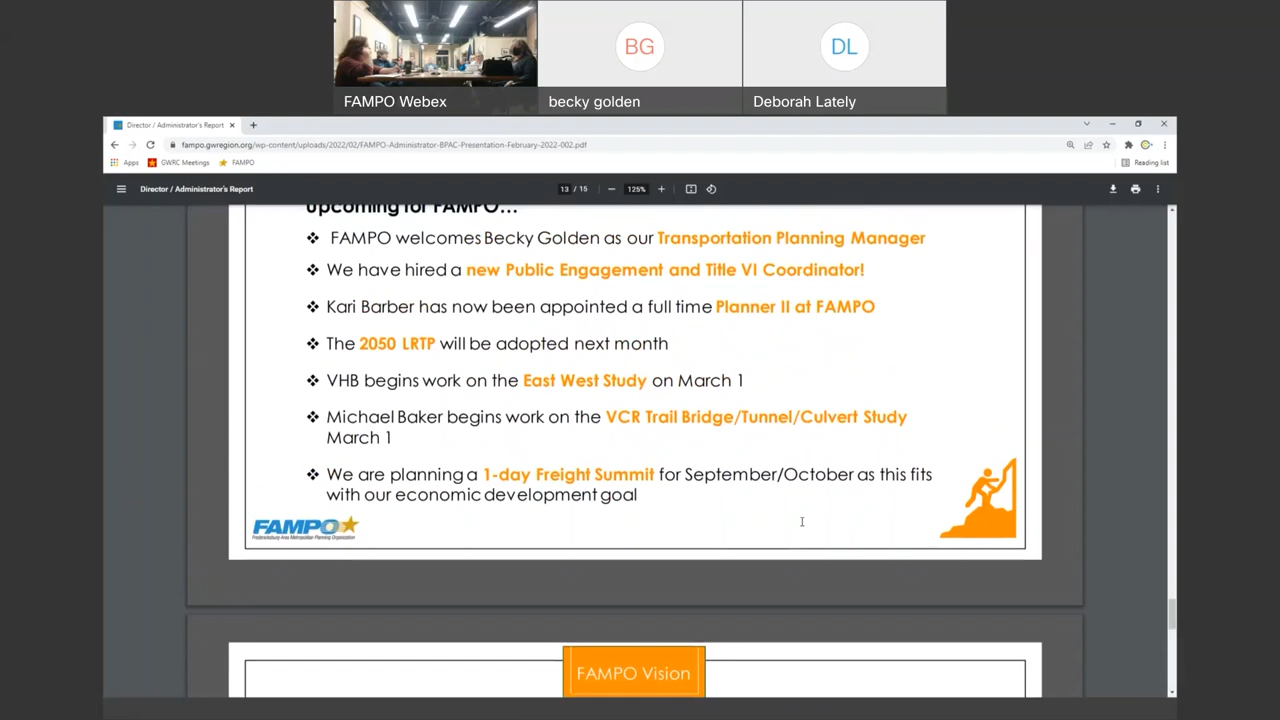 BG
DL
FAMPO Webex
becky golden
Deborah Lately
Director / Administrator's Report
fampo.gwregion.org/wp-content/uploads/2022/02/FAMPO-Administrator-BPAC-Presentation-February-2022-002.pdf
Apps GWRC Meetings FAMPO Reading list
Director / Administrator's Report 13 / 15 125%
Upcoming for FAMPO...
❖ FAMPO welcomes Becky Golden as our Transportation Planning Manager
❖ We have hired a new Public Engagement and Title VI Coordinator!
❖ Kari Barber has now been appointed a full time Planner II at FAMPO
❖ The 2050 LRTP will be adopted next month
❖ VHB begins work on the East West Study on March 1
❖ Michael Baker begins work on the VCR Trail Bridge/Tunnel/Culvert Study
March 1
❖ We are planning a 1-day Freight Summit for September/October as this fits
with our economic development goal
FAMPO
Fredericksburg Area Metropolitan Planning Organization
FAMPO Vision